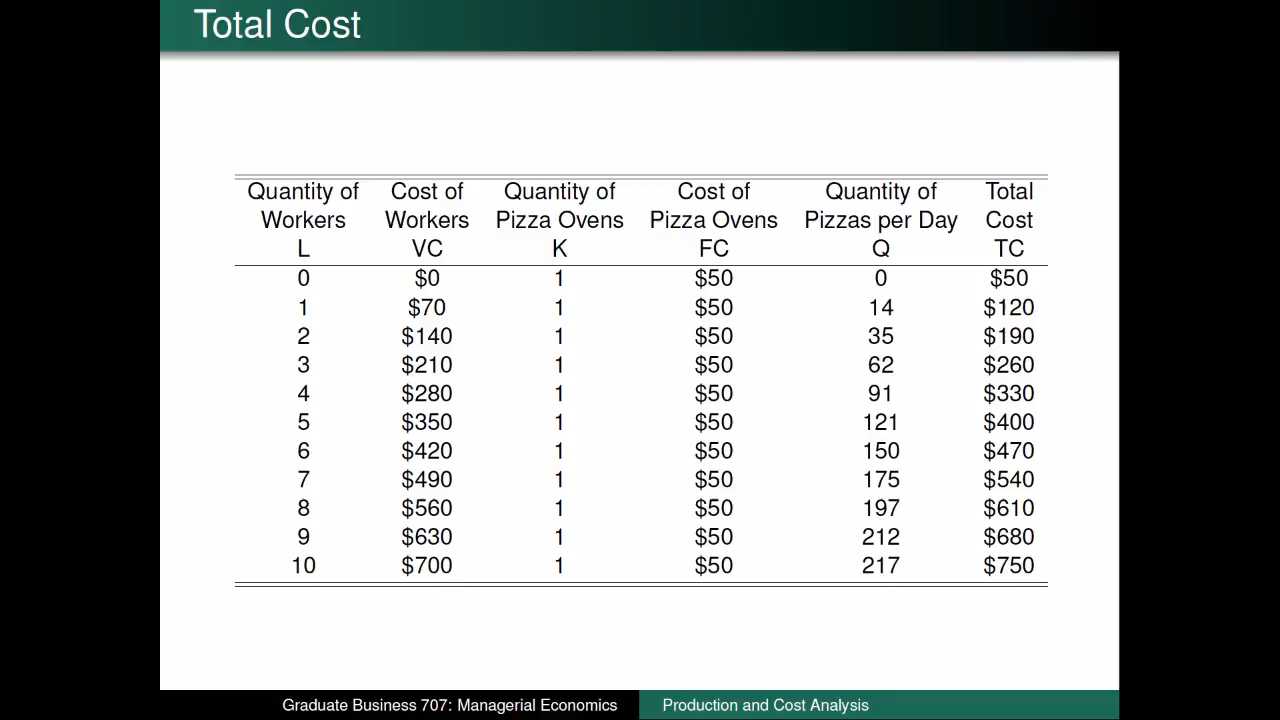 Total Cost
Quantity of Cost of Quantity of Cost of Quantity of Total
Workers Workers Pizza Ovens Pizza Ovens Pizzas per Day Cost
L VC K FC Q TC
0 $0 1 $50 0 $50
1 $70 1 $50 14 $120
2 $140 1 $50 35 $190
3 $210 1 $50 62 $260
4 $280 1 $50 91 $330
5 $350 1 $50 121 $400
6 $420 1 $50 150 $470
7 $490 1 $50 175 $540
8 $560 1 $50 197 $610
9 $630 1 $50 212 $680
10 $700 1 $50 217 $750
Graduate Business 707: Managerial Economics Production and Cost Analysis